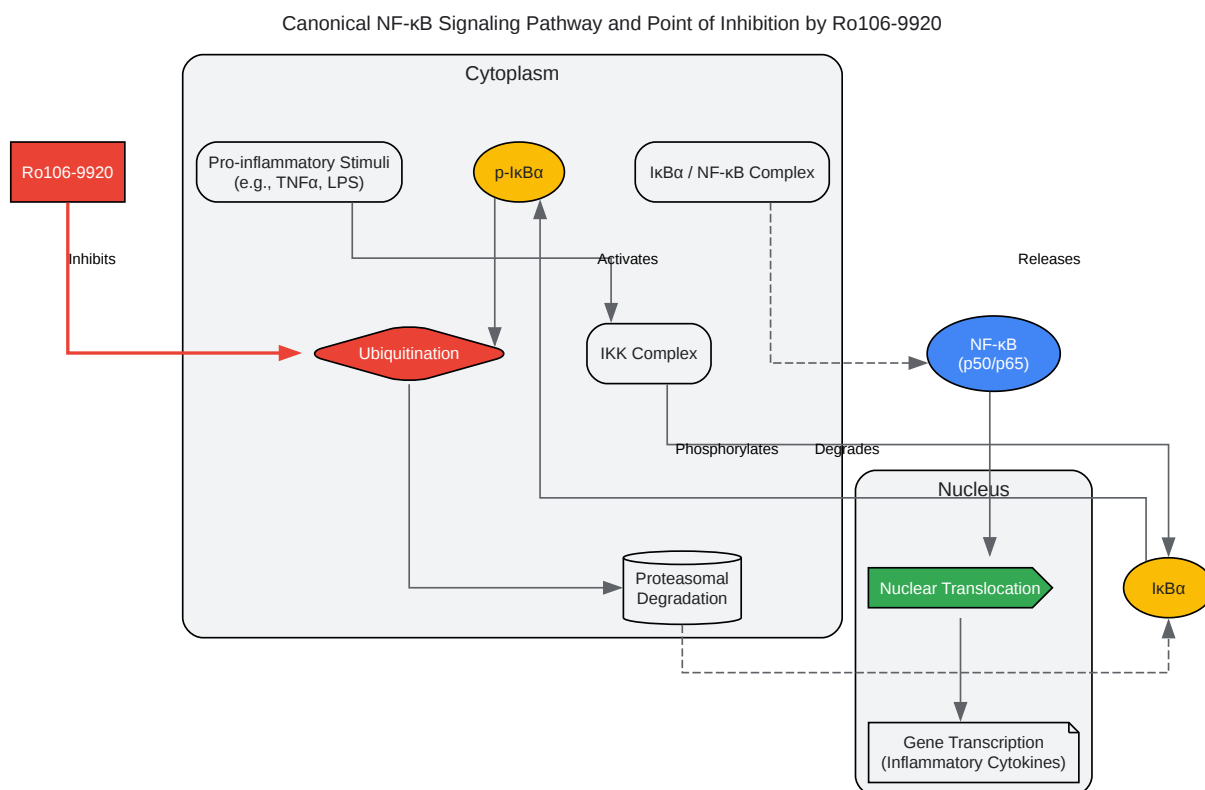 Canonical NF-κB Signaling Pathway and Point of Inhibition by Ro106-9920
Cytoplasm
Ro106-9920
Pro-inflammatory Stimuli
(e.g., TNFα, LPS)
p-IκBα
IκBα / NF-κB Complex
Inhibits
Activates
Releases
Ubiquitination
IKK Complex
NF-κB
(p50/p65)
Phosphorylates
Degrades
Nucleus
Proteasomal
Degradation
Nuclear Translocation
IκBα
Gene Transcription
(Inflammatory Cytokines)